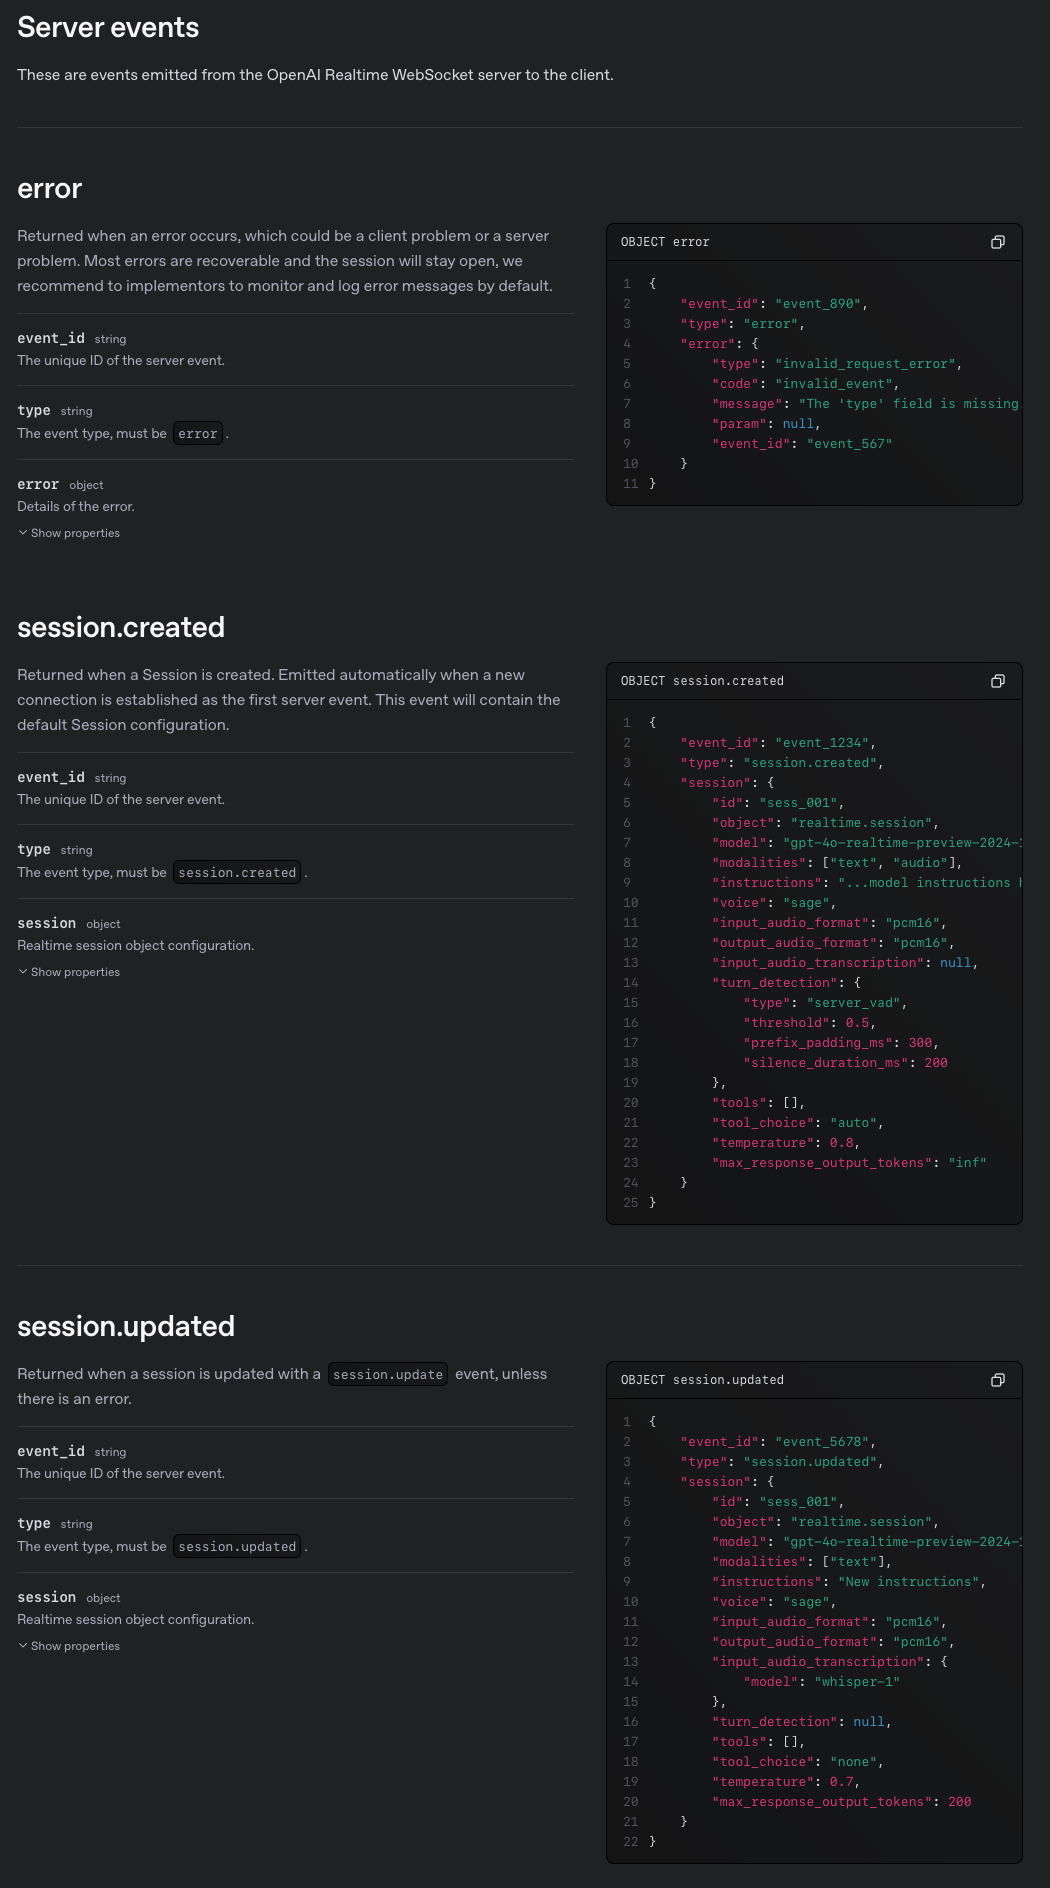 Server events
These are events emitted from the OpenAI Realtime WebSocket server to the client.
error
Returned when an error occurs, which could be a client problem or a server
problem. Most errors are recoverable and the session will stay open, we
recommend to implementors to monitor and log error messages by default.
event_id string
The unique ID of the server event.
type string
The event type, must be error .
error object
Details of the error.
Show properties
OBJECT error
1 {
2     "event_id": "event_890",
3     "type": "error",
4     "error": {
5         "type": "invalid_request_error",
6         "code": "invalid_event",
7         "message": "The 'type' field is missing.
8         "param": null,
9         "event_id": "event_567"
10     }
11 }
session.created
Returned when a Session is created. Emitted automatically when a new
connection is established as the first server event. This event will contain the
default Session configuration.
event_id string
The unique ID of the server event.
type string
The event type, must be session.created .
session object
Realtime session object configuration.
Show properties
OBJECT session.created
1 {
2     "event_id": "event_1234",
3     "type": "session.created",
4     "session": {
5         "id": "sess_001",
6         "object": "realtime.session",
7         "model": "gpt-4o-realtime-preview-2024-1
8         "modalities": ["text", "audio"],
9         "instructions": "...model instructions h
10         "voice": "sage",
11         "input_audio_format": "pcm16",
12         "output_audio_format": "pcm16",
13         "input_audio_transcription": null,
14         "turn_detection": {
15             "type": "server_vad",
16             "threshold": 0.5,
17             "prefix_padding_ms": 300,
18             "silence_duration_ms": 200
19         },
20         "tools": [],
21         "tool_choice": "auto",
22         "temperature": 0.8,
23         "max_response_output_tokens": "inf"
24     }
25 }
session.updated
Returned when a session is updated with a session.update event, unless
there is an error.
event_id string
The unique ID of the server event.
type string
The event type, must be session.updated .
session object
Realtime session object configuration.
Show properties
OBJECT session.updated
1 {
2     "event_id": "event_5678",
3     "type": "session.updated",
4     "session": {
5         "id": "sess_001",
6         "object": "realtime.session",
7         "model": "gpt-4o-realtime-preview-2024-1
8         "modalities": ["text"],
9         "instructions": "New instructions",
10         "voice": "sage",
11         "input_audio_format": "pcm16",
12         "output_audio_format": "pcm16",
13         "input_audio_transcription": {
14             "model": "whisper-1"
15         },
16         "turn_detection": null,
17         "tools": [],
18         "tool_choice": "none",
19         "temperature": 0.7,
20         "max_response_output_tokens": 200
21     }
22 }